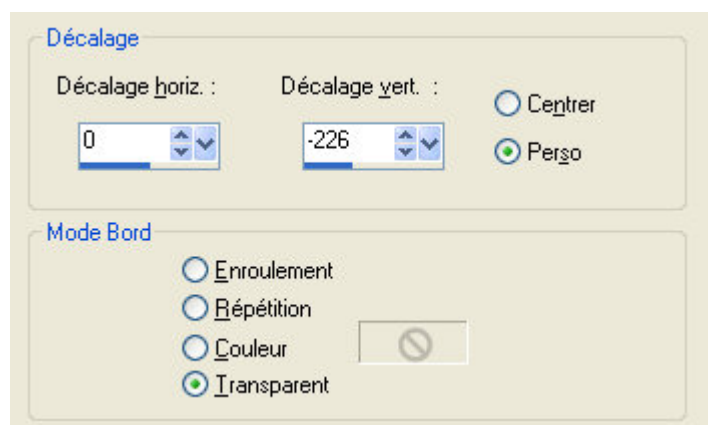 Décalage
Décalage horiz. :
Décalage vert. :
0
-226
Centrer
Perso
Mode Bord
Enroulement
Répétition
Couleur
Transparent